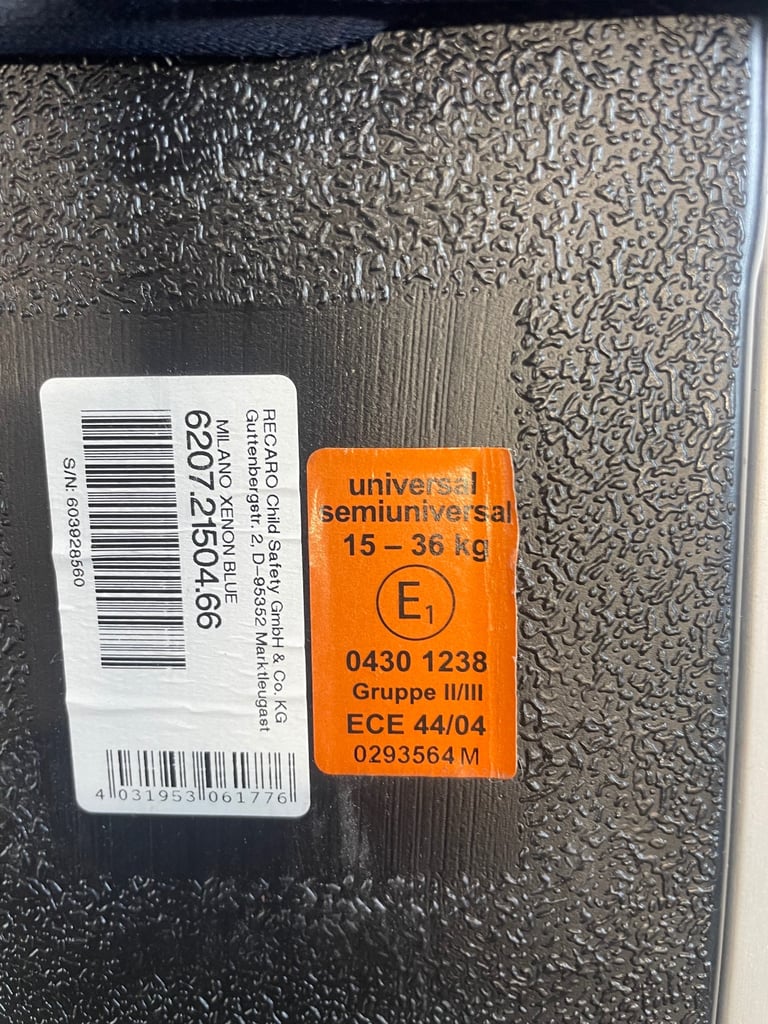 RECARO Child Safety GmbH & Co. KG
Guttenbergstr. 2, D-95352 Marktleugast
MILANO XENON BLUE
6207.21504.66
S/N: 603928560
4 031953 061776
universal
semiuniversal
15 – 36 kg
E1
0430 1238
Gruppe II/III
ECE 44/04
0293564 M